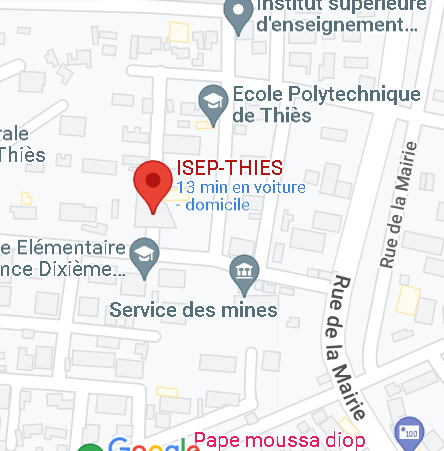 Institut supérieure
d'enseignement...
Ecole Polytechnique
de Thiès
rale
Thiès
ISEP-THIES
13 min en voiture
- domicile
Rue de la Mairie
e Elémentaire
nce Dixième...
Service des mines
Rue de la Mairie
100
Google
Pape moussa diop